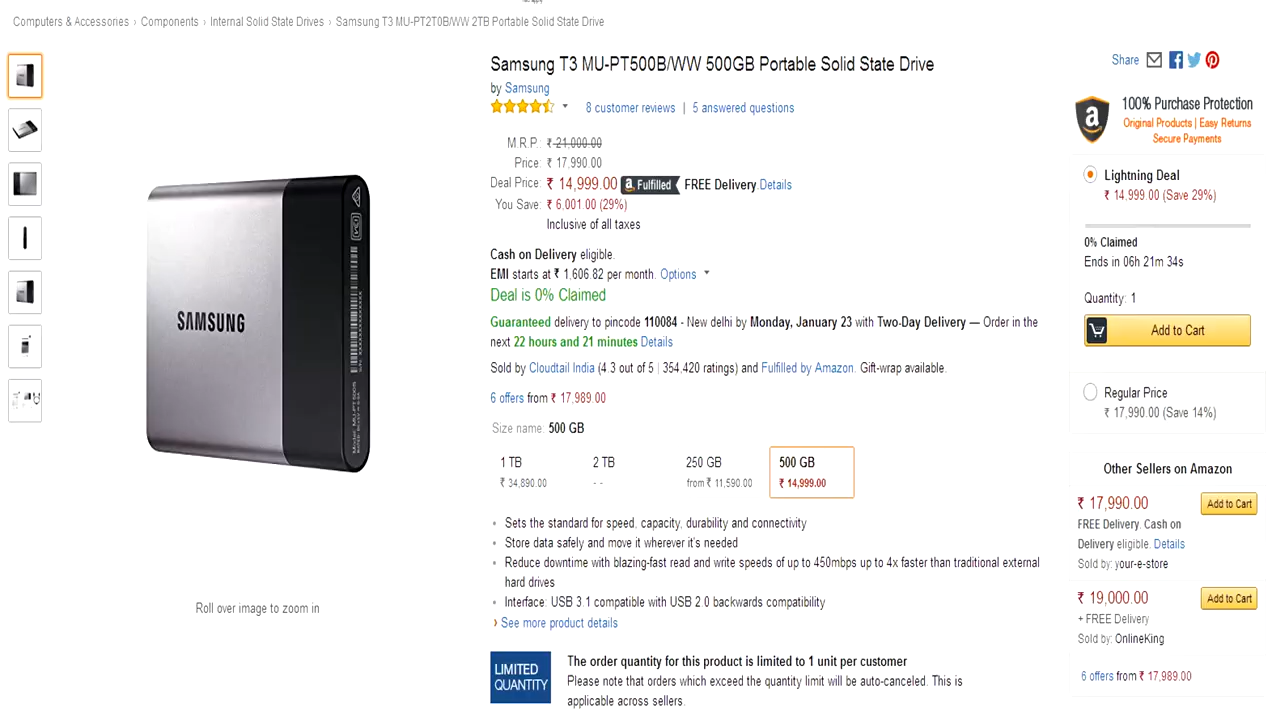 Computers & Accessories › Components › Internal Solid State Drives › Samsung T3 MU-PT2T0B/WW 2TB Portable Solid State Drive
SAMSUNG
Roll over image to zoom in
Samsung T3 MU-PT500B/WW 500GB Portable Solid State Drive
by Samsung
8 customer reviews | 5 answered questions
M.R.P.: ₹ 21,000.00
Price: ₹ 17,990.00
Deal Price: ₹ 14,999.00 a Fulfilled FREE Delivery.Details
You Save: ₹ 6,001.00 (29%)
Inclusive of all taxes
Cash on Delivery eligible.
EMI starts at ₹ 1,606.82 per month. Options
Deal is 0% Claimed
Guaranteed delivery to pincode 110084 - New delhi by Monday, January 23 with Two-Day Delivery — Order in the
next 22 hours and 21 minutes Details
Sold by Cloudtail India (4.3 out of 5 | 354,420 ratings) and Fulfilled by Amazon. Gift-wrap available.
6 offers from ₹ 17,989.00
Size name: 500 GB
1 TB 2 TB 250 GB 500 GB
₹ 34,890.00 - - from ₹ 11,590.00 ₹ 14,999.00
• Sets the standard for speed, capacity, durability and connectivity
• Store data safely and move it wherever it's needed
• Reduce downtime with blazing-fast read and write speeds of up to 450mbps up to 4x faster than traditional external
hard drives
• Interface: USB 3.1 compatible with USB 2.0 backwards compatibility
› See more product details
LIMITED
QUANTITY
The order quantity for this product is limited to 1 unit per customer
Please note that orders which exceed the quantity limit will be auto-canceled. This is
applicable across sellers.
Share
a
100% Purchase Protection
Original Products | Easy Returns
Secure Payments
Lightning Deal
₹ 14,999.00 (Save 29%)
0% Claimed
Ends in 06h 21m 34s
Quantity: 1
Add to Cart
Regular Price
₹ 17,990.00 (Save 14%)
Other Sellers on Amazon
₹ 17,990.00 Add to Cart
FREE Delivery. Cash on
Delivery eligible. Details
Sold by: your-e-store
₹ 19,000.00 Add to Cart
+ FREE Delivery
Sold by: OnlineKing
6 offers from ₹ 17,989.00